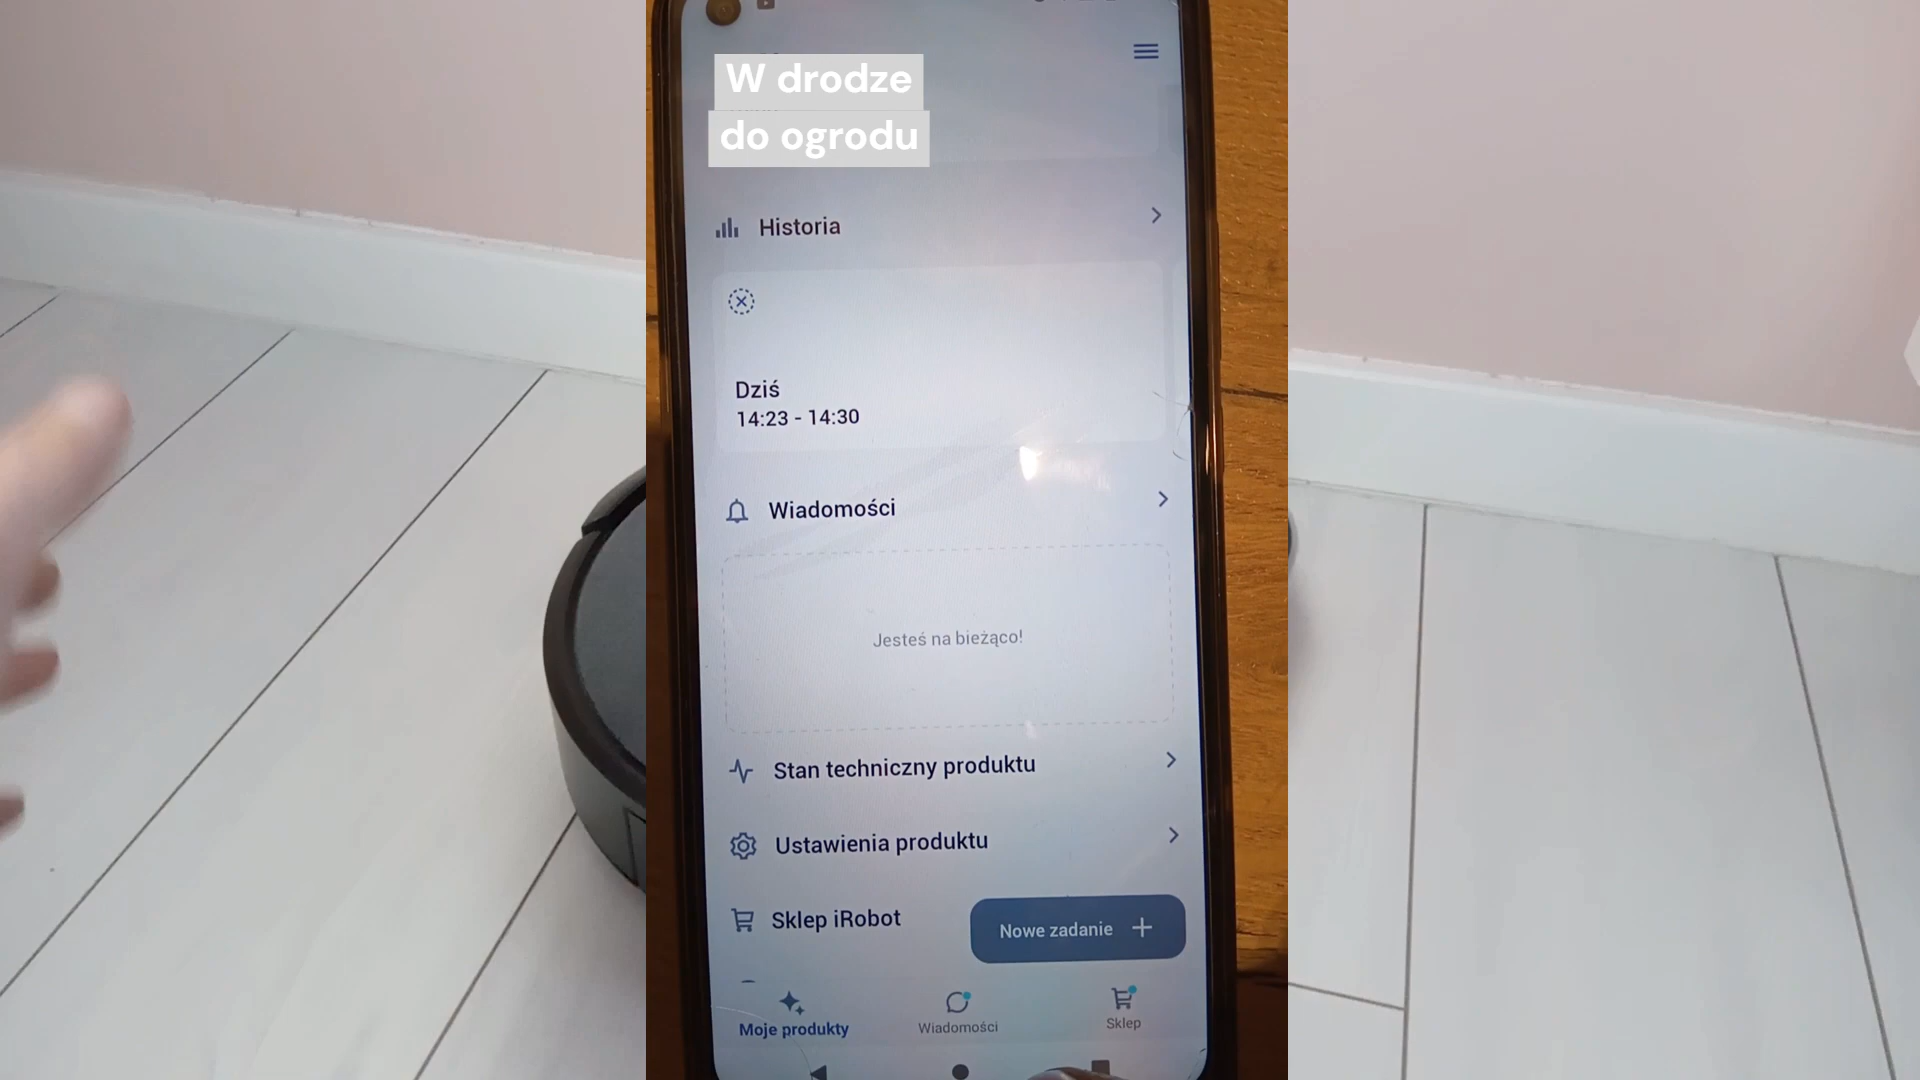 W drodze
do ogrodu
Historia
Dziś
14:23 - 14:30
Wiadomości
Jesteś na bieżąco!
Stan techniczny produktu
Ustawienia produktu
Sklep iRobot
Nowe zadanie
Moje produkty
Wiadomości
Sklep